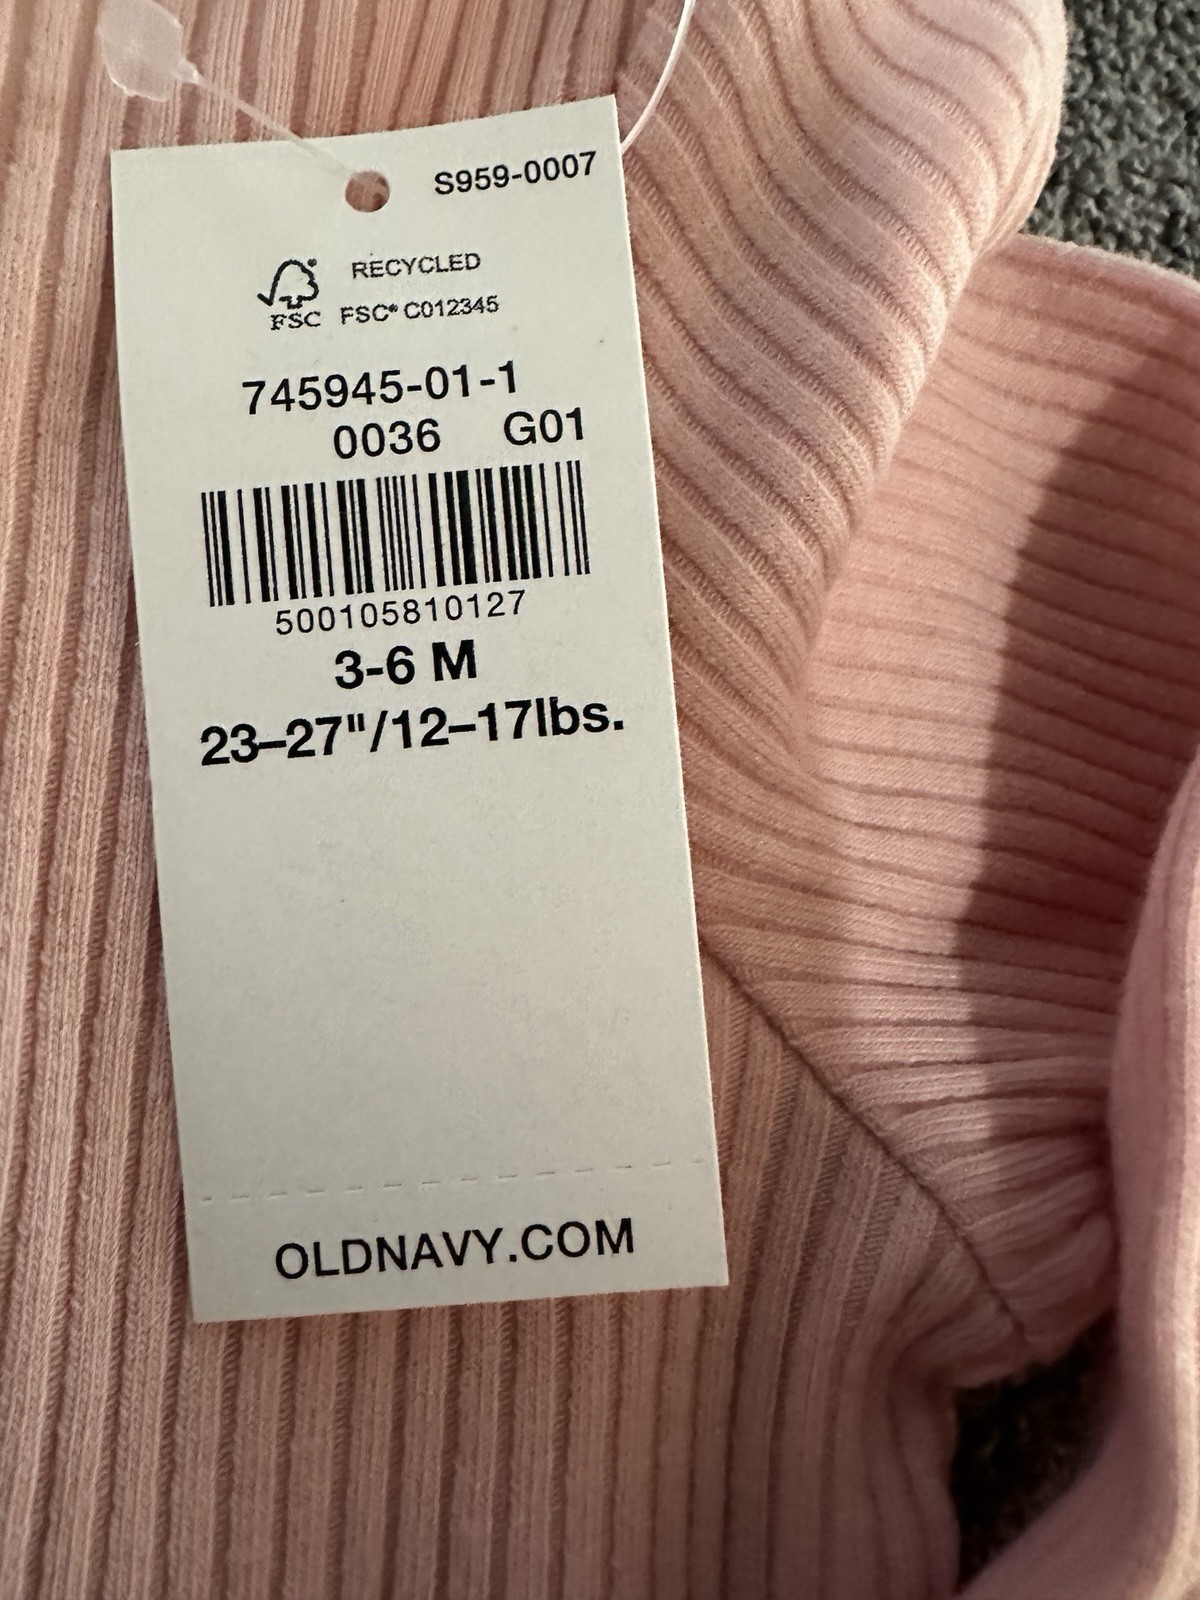 S959-0007
RECYCLED
FSC® C012345
FSC
745945-01-1
0036 G01
500105810127
3-6 M
23–27"/12–17lbs.
OLDNAVY.COM